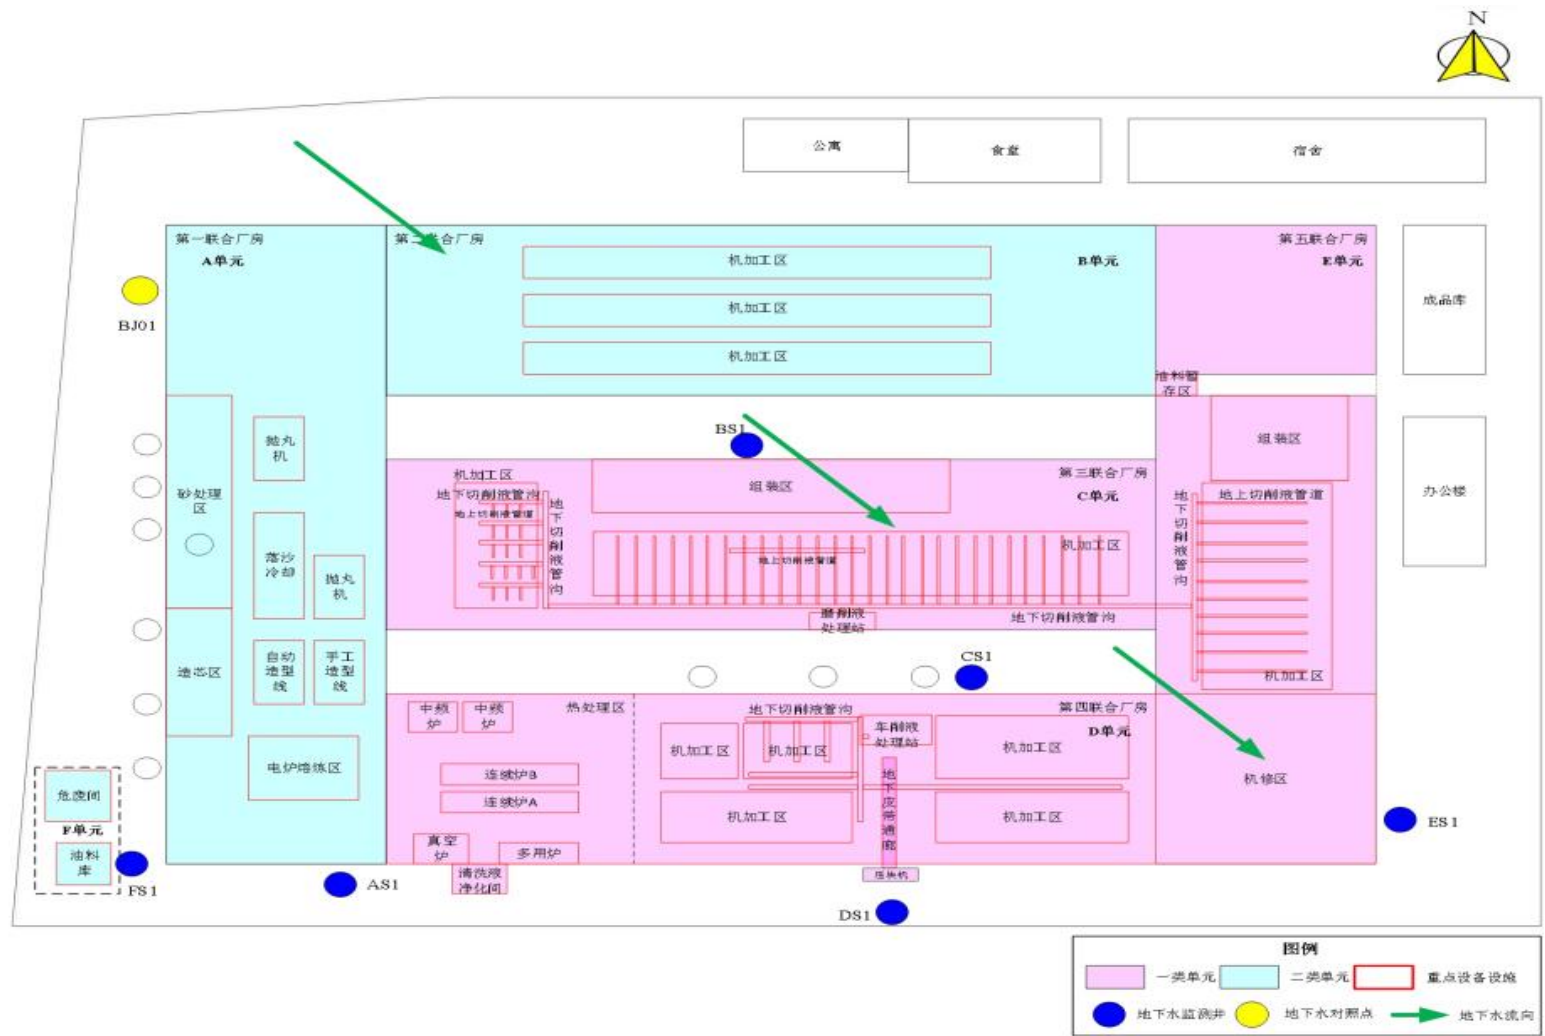 N
公寓
食堂
宿舍
第一联合厂房
A单元
第二联合厂房
机加工区
B单元
机加工区
机加工区
第五联合厂房
E单元
成品库
BJ01
油料暂
存区
组装区
办公楼
抛丸
机
砂处理
区
落沙
冷却
抛丸
机
造芯区
自动
造型
线
手工
造型
线
电炉熔炼区
BS1
机加工区
地下切削液管沟
地上切削液管道
地下切削液管沟
组装区
第三联合厂房
C单元
机加工区
地上切削液管道
磨削液
处理站
地下切削液管沟
地下切削液管沟
地上切削液管道
机加工区
CS1
中频
炉
中频
炉
热处理区
连续炉B
连续炉A
真空
炉
多用炉
清洗液
净化间
地下切削液管沟
第四联合厂房
D单元
机加工区
机加工区
车削液
处理站
机加工区
机加工区
地下皮带通廊
机加工区
压块机
机修区
危废间
F单元
油料
库
FS1
AS1
DS1
ES1
图例
一类单元
二类单元
重点设备设施
地下水监测井
地下水对照点
地下水流向